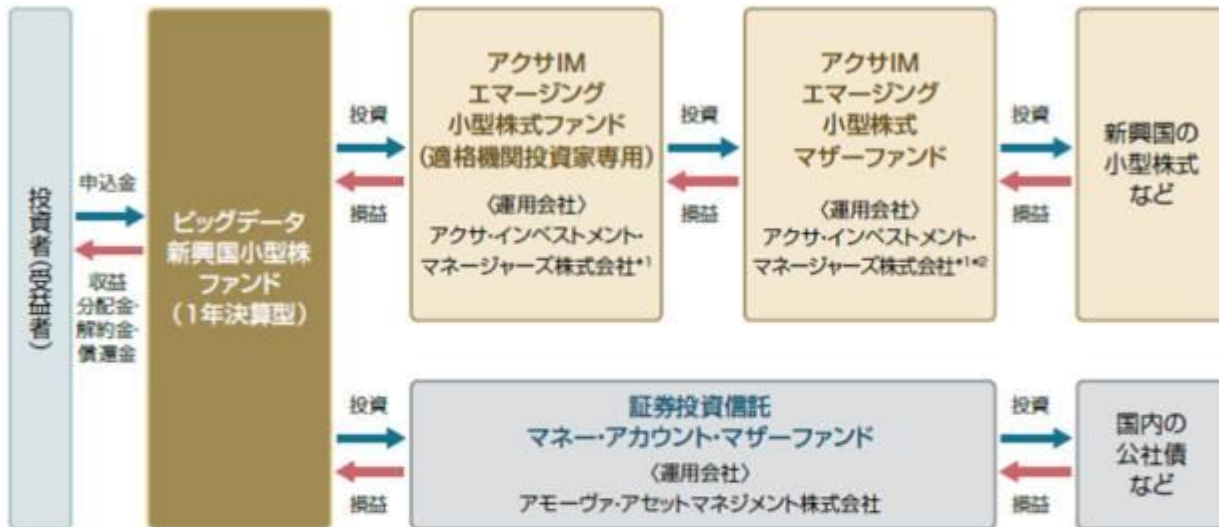 投資者(受益者)
申込金
収益
分配金・
解約金・
償還金
ビッグデータ
新興国小型株
ファンド
(1年決算型)
投資
損益
アクサIM
エマージング
小型株式ファンド
(適格機関投資家専用)
〈運用会社〉
アクサ・インベストメント・
マネージャーズ株式会社*1
投資
損益
アクサIM
エマージング
小型株式
マザーファンド
〈運用会社〉
アクサ・インベストメント・
マネージャーズ株式会社*1*2
投資
損益
新興国の
小型株式
など
投資
損益
証券投資信託
マネー・アカウント・マザーファンド
〈運用会社〉
アモーヴァ・アセットマネジメント株式会社
投資
損益
国内の
公社債
など